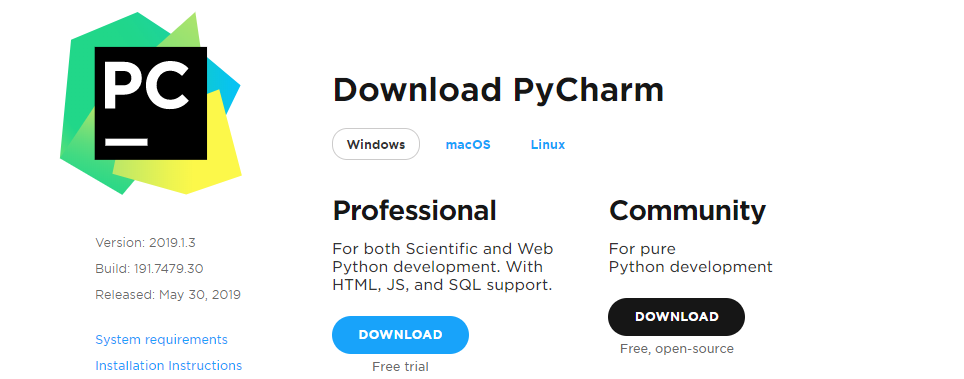 PC
Download PyCharm
Windows
macOS
Linux
Professional
For both Scientific and Web
Python development. With
HTML, JS, and SQL support.
DOWNLOAD
Free trial
Community
For pure
Python development
DOWNLOAD
Free, open-source
Version: 2019.1.3
Build: 191.7479.30
Released: May 30, 2019
System requirements
Installation Instructions